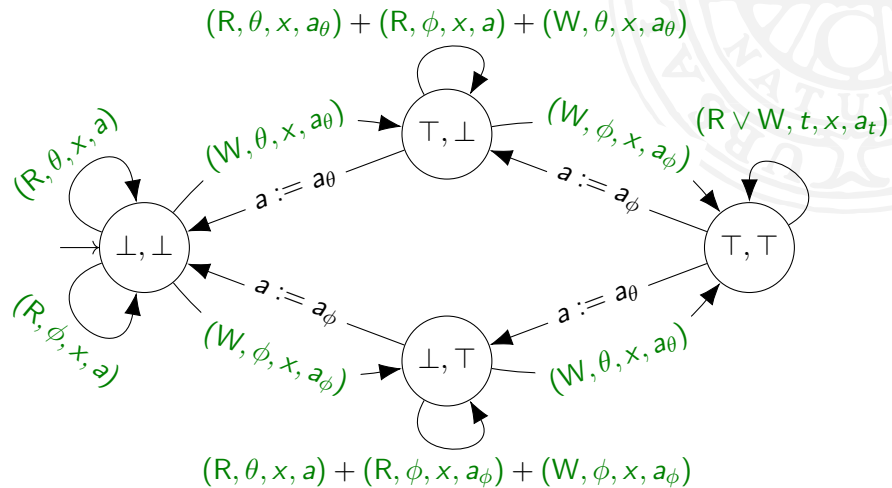 (R, θ, x, a_θ) + (R, ϕ, x, a) + (W, θ, x, a_θ)
(R ∨ W, t, x, a_t)
(R, θ, x, a)
(W, θ, x, a_θ)
⊤, ⊥
(W, ϕ, x, a_ϕ)
a := a_θ
a := a_ϕ
⊥, ⊥
⊤, ⊤
a := a_ϕ
a := a_θ
(R, ϕ, x, a)
(W, ϕ, x, a_ϕ)
⊥, ⊤
(W, θ, x, a_θ)
(R, θ, x, a) + (R, ϕ, x, a_ϕ) + (W, ϕ, x, a_ϕ)